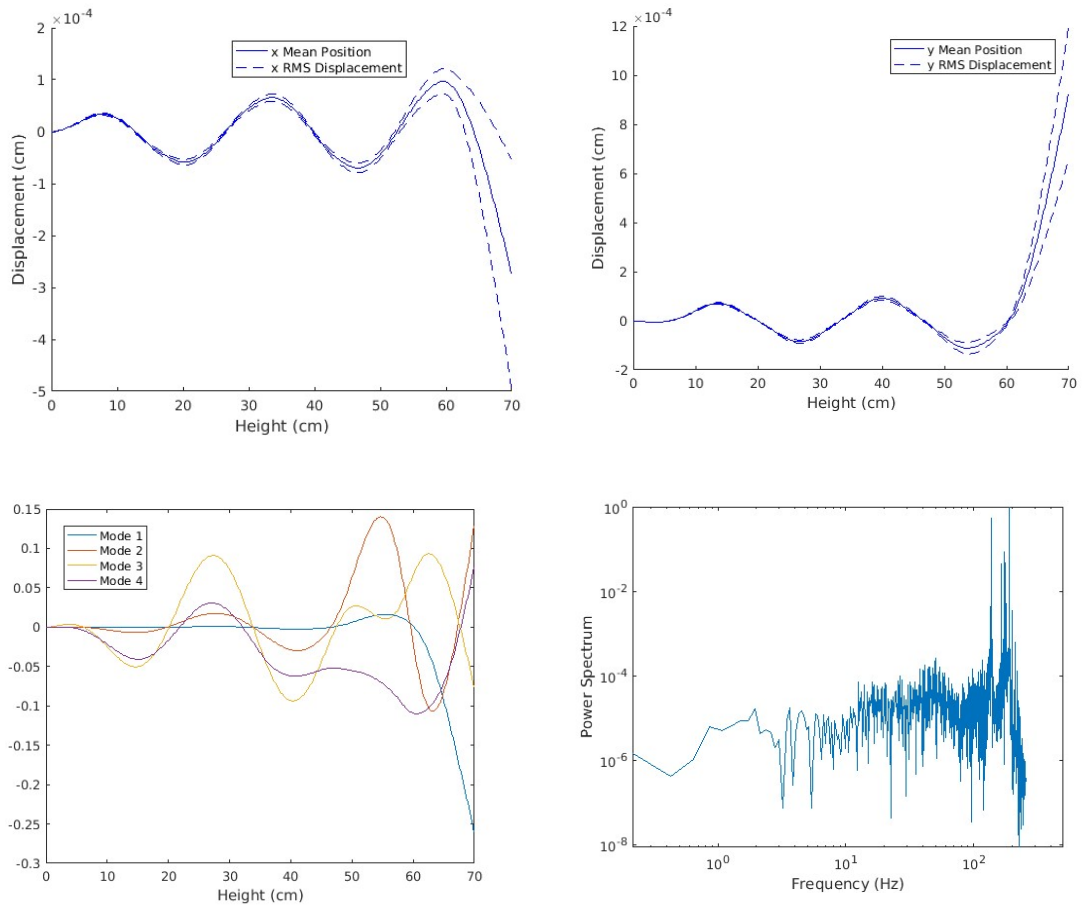 ×10⁻⁴
2
1
0
-1
-2
-3
-4
-5
Displacement (cm)
x Mean Position
x RMS Displacement
0 10 20 30 40 50 60 70
Height (cm)
×10⁻⁴
12
10
8
6
4
2
0
-2
Displacement (cm)
y Mean Position
y RMS Displacement
0 10 20 30 40 50 60 70
Height (cm)
0.15
0.1
0.05
0
-0.05
-0.1
-0.15
-0.2
-0.25
-0.3
Mode 1
Mode 2
Mode 3
Mode 4
0 10 20 30 40 50 60 70
Height (cm)
10⁰
10⁻²
10⁻⁴
10⁻⁶
10⁻⁸
Power Spectrum
10⁰ 10¹ 10²
Frequency (Hz)